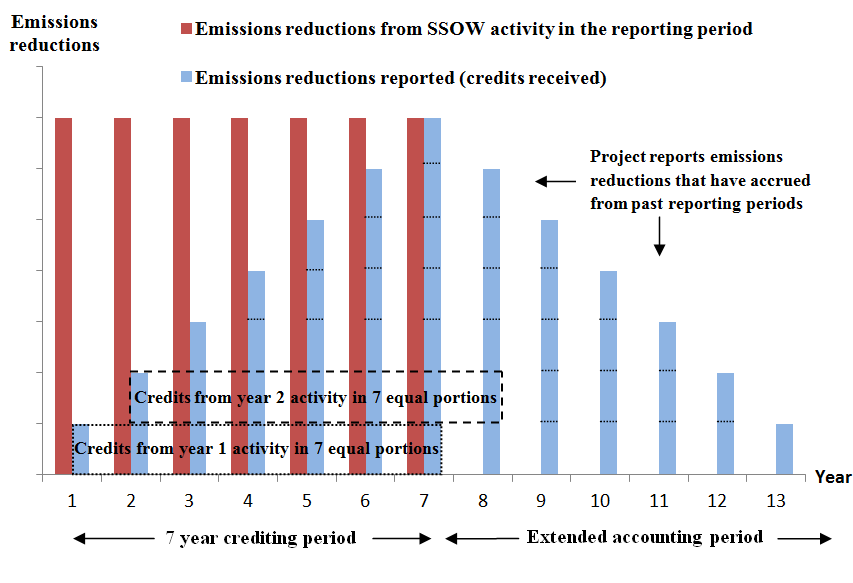 Emissions
reductions
Emissions reductions from SSOW activity in the reporting period
Emissions reductions reported (credits received)
Project reports emissions
reductions that have accrued
from past reporting periods
Credits from year 2 activity in 7 equal portions
Credits from year 1 activity in 7 equal portions
1 2 3 4 5 6 7 8 9 10 11 12 13 Year
7 year crediting period Extended accounting period